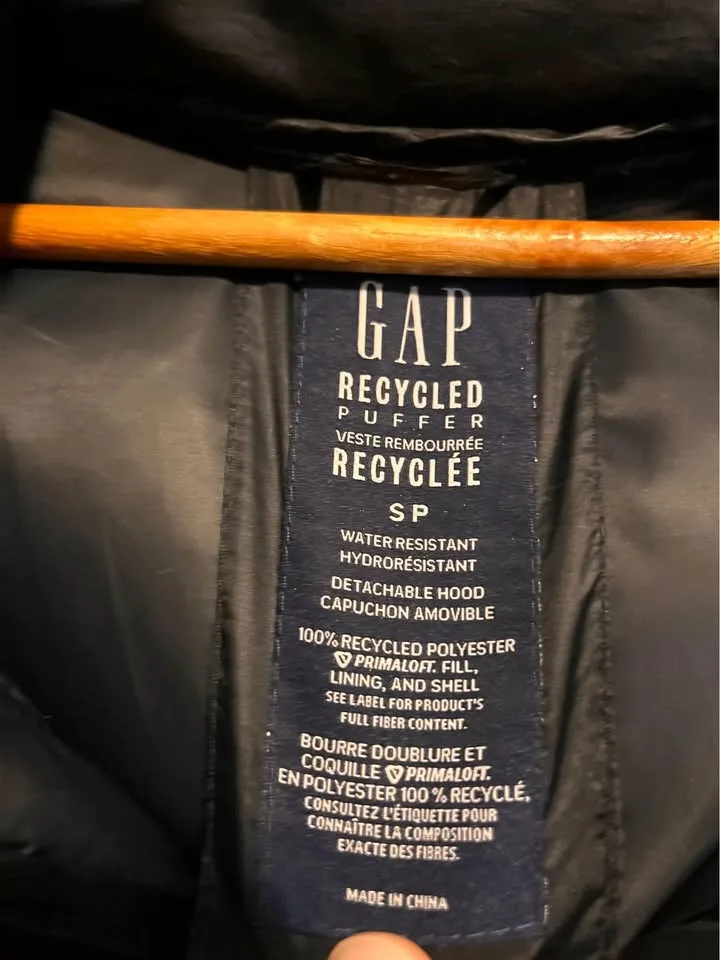 GAP
RECYCLED
PUFFER
VESTE REMBOURRÉE
RECYCLÉE
SP
WATER RESISTANT
HYDRORÉSISTANT
DETACHABLE HOOD
CAPUCHON AMOVIBLE
100% RECYCLED POLYESTER
PRIMALOFT. FILL,
LINING, AND SHELL
SEE LABEL FOR PRODUCT'S
FULL FIBER CONTENT.
BOURRE DOUBLURE ET
COQUILLE PRIMALOFT.
EN POLYESTER 100 % RECYCLÉ,
CONSULTEZ L'ÉTIQUETTE POUR
CONNAÎTRE LA COMPOSITION
EXACTE DES FIBRES.
MADE IN CHINA